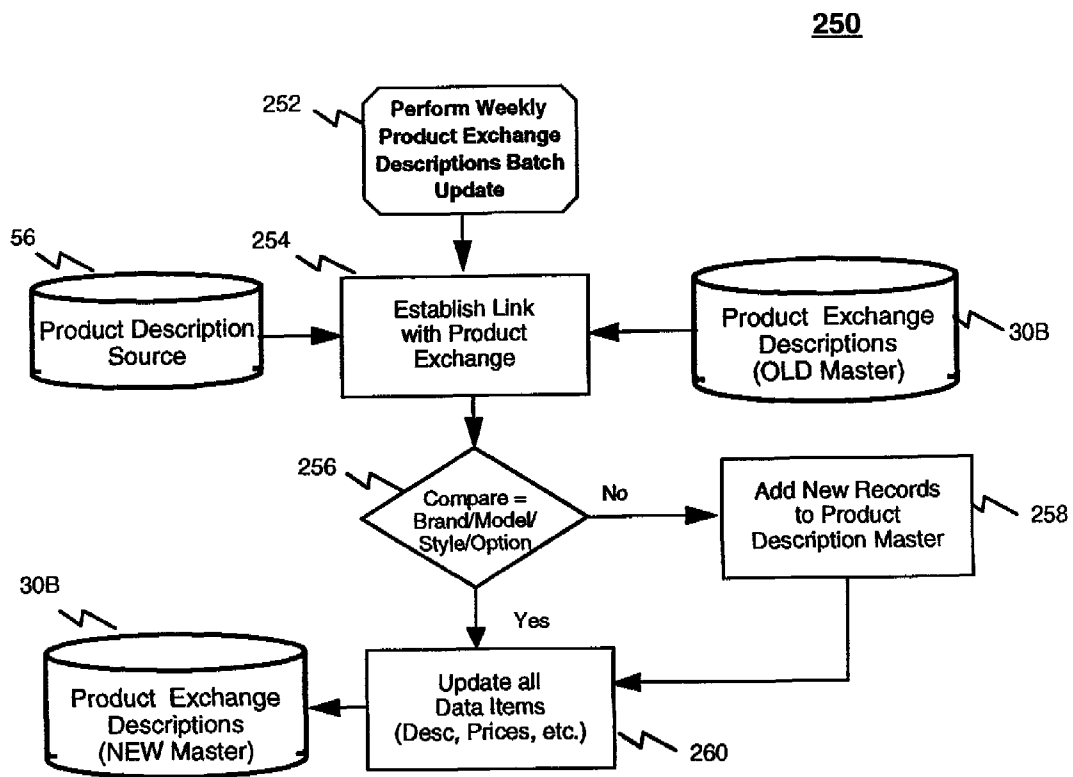 250
252
Perform Weekly
Product Exchange
Descriptions Batch
Update
56
Product Description
Source
254
Establish Link
with Product
Exchange
Product Exchange
Descriptions
(OLD Master)
30B
256
Compare =
Brand/Model/
Style/Option
No
Add New Records
to Product
Description Master
258
Yes
30B
Product Exchange
Descriptions
(NEW Master)
Update all
Data Items
(Desc, Prices, etc.)
260